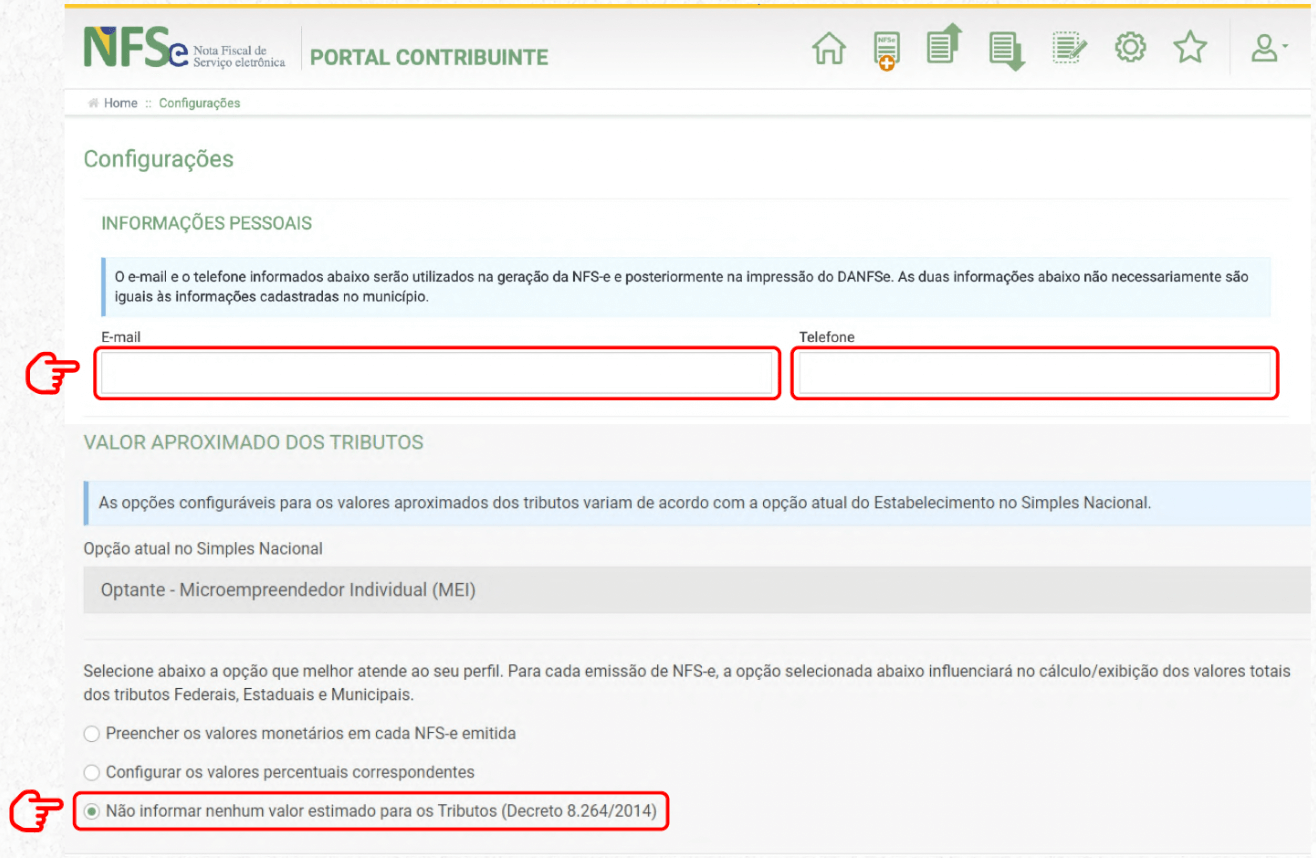 NFSe Nota Fiscal de
Serviço eletrônica
PORTAL CONTRIBUINTE
NFSe
Home :: Configurações
Configurações
INFORMAÇÕES PESSOAIS
O e-mail e o telefone informados abaixo serão utilizados na geração da NFS-e e posteriormente na impressão do DANFSe. As duas informações abaixo não necessariamente são
iguais às informações cadastradas no município.
E-mail
Telefone
VALOR APROXIMADO DOS TRIBUTOS
As opções configuráveis para os valores aproximados dos tributos variam de acordo com a opção atual do Estabelecimento no Simples Nacional.
Opção atual no Simples Nacional
Optante - Microempreendedor Individual (MEI)
Selecione abaixo a opção que melhor atende ao seu perfil. Para cada emissão de NFS-e, a opção selecionada abaixo influenciará no cálculo/exibição dos valores totais
dos tributos Federais, Estaduais e Municipais.
Preencher os valores monetários em cada NFS-e emitida
Configurar os valores percentuais correspondentes
Não informar nenhum valor estimado para os Tributos (Decreto 8.264/2014)